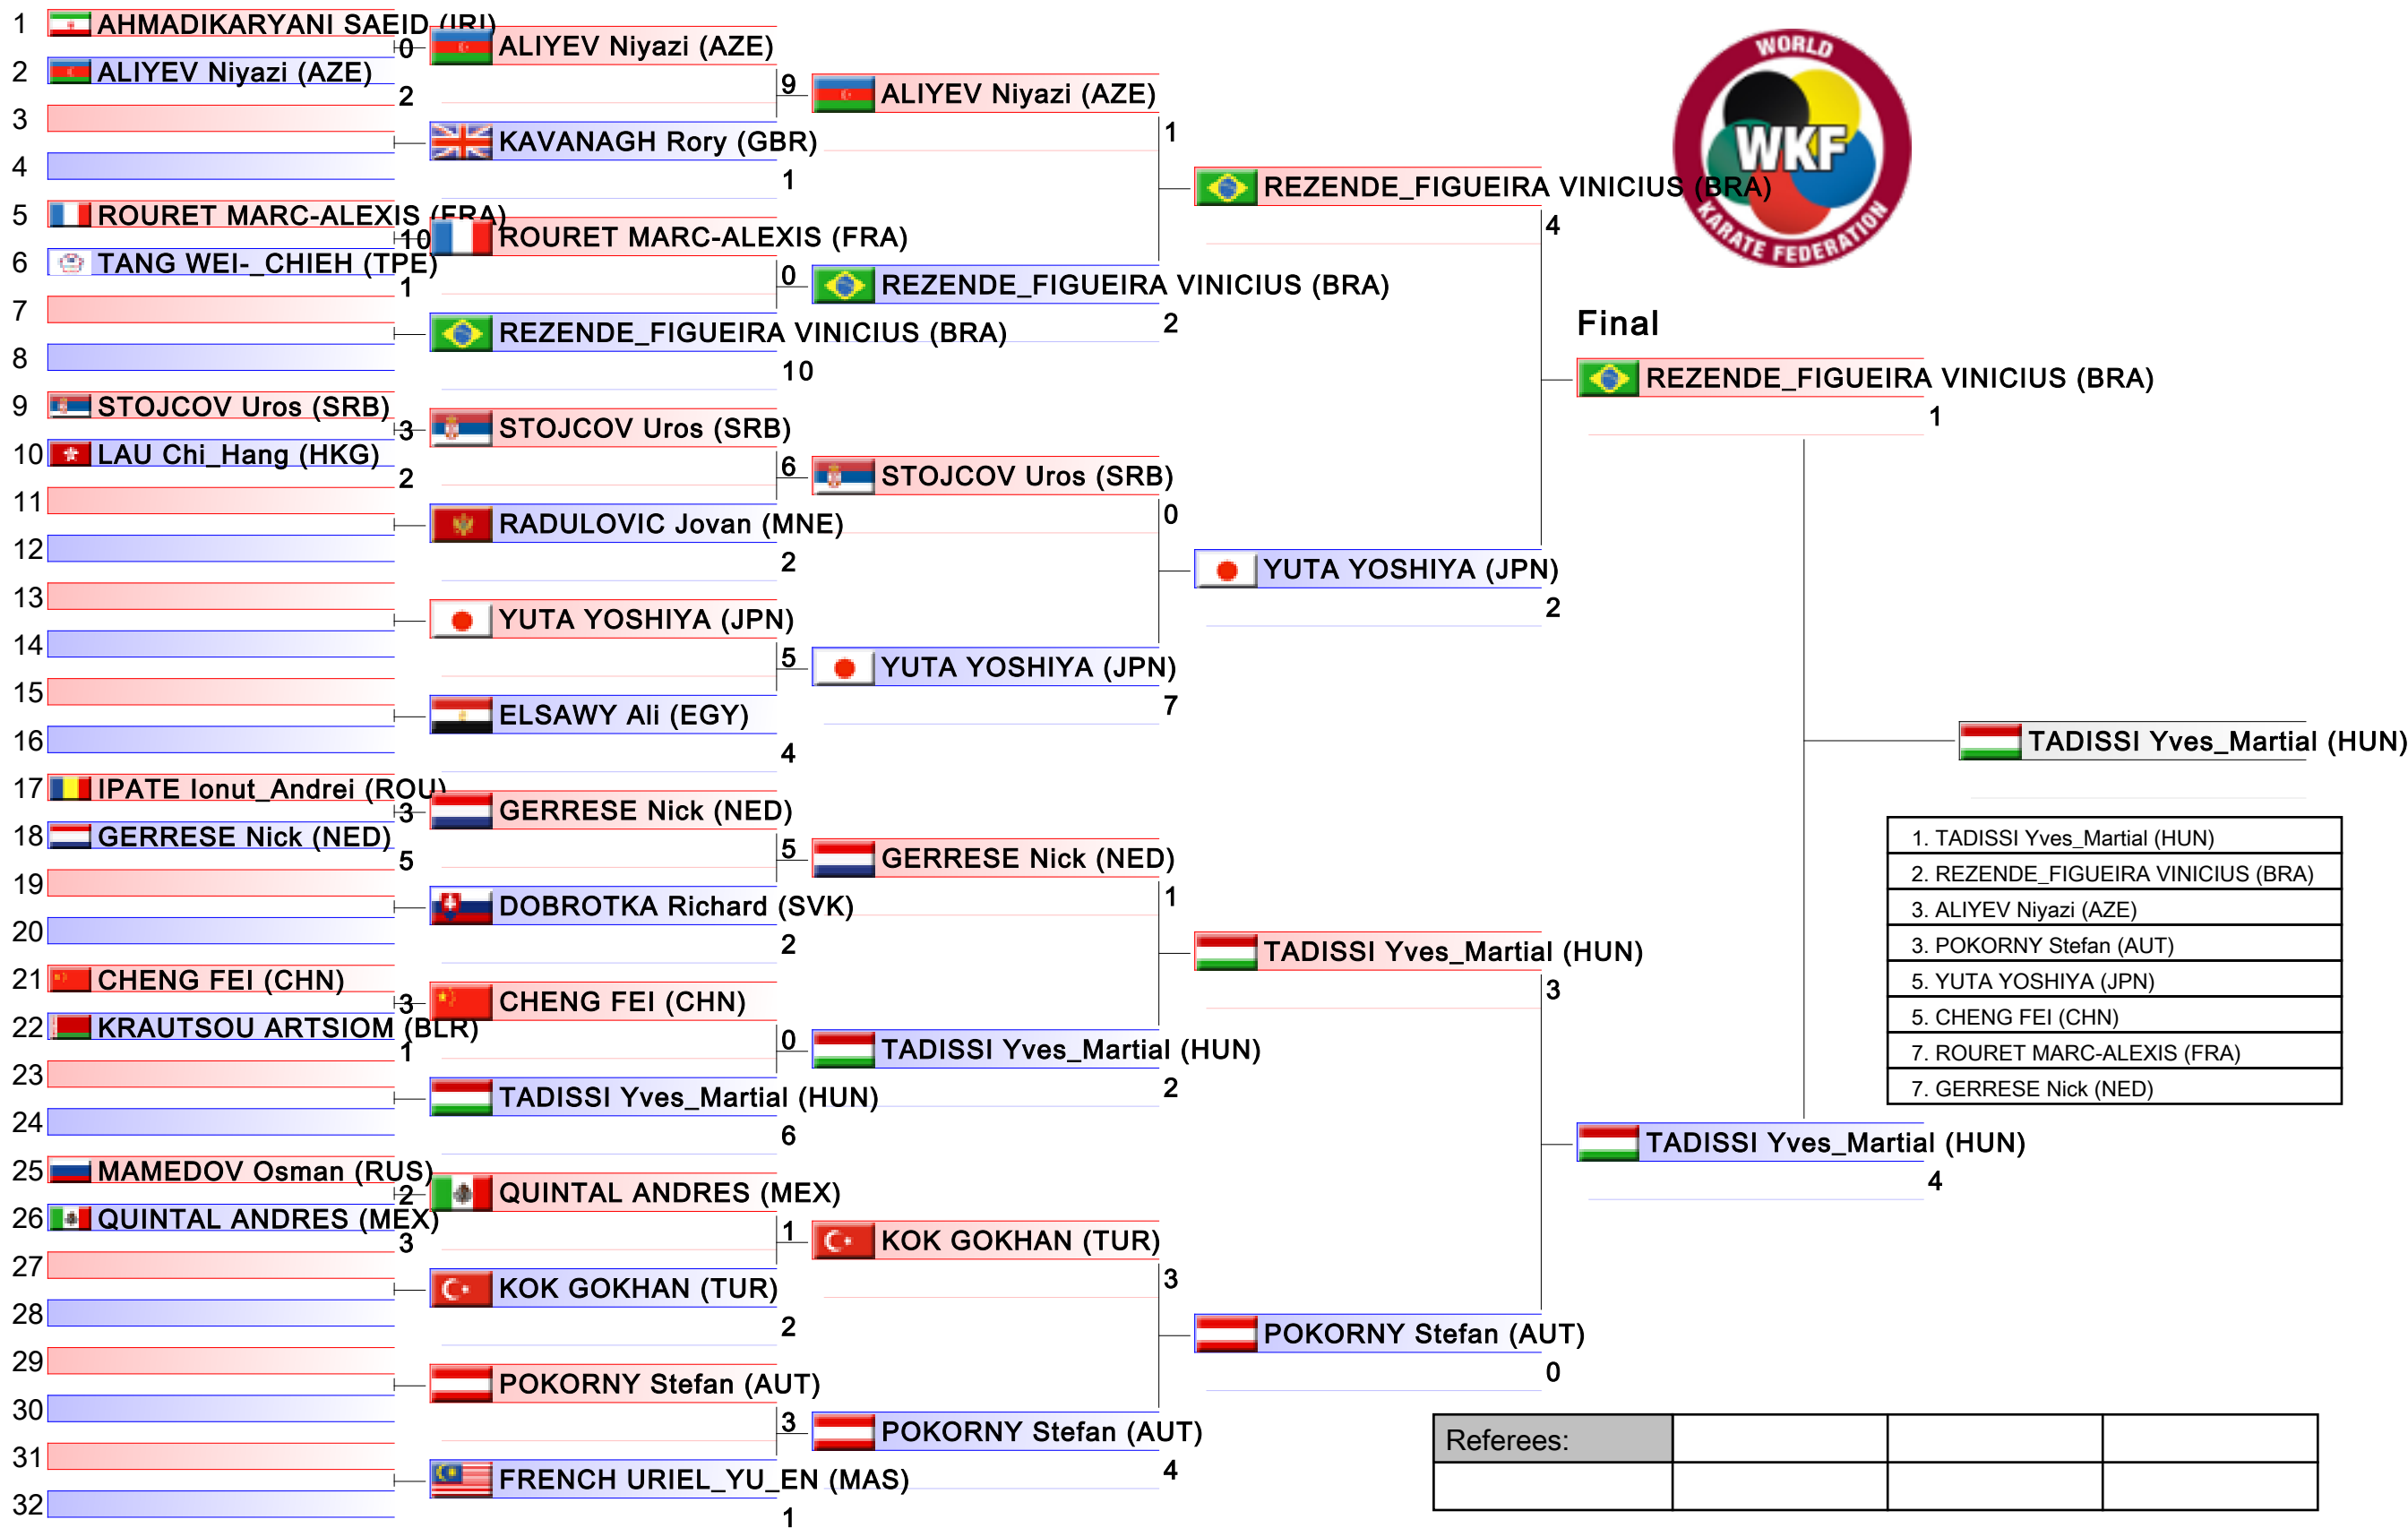 1 AHMADIKARYANI SAEID (IRI)
0
2 ALIYEV Niyazi (AZE)
2
3
4
5 ROURET MARC-ALEXIS (FRA)
10
6 TANG WEI-_CHIEH (TPE)
1
7
8
9 STOJCOV Uros (SRB)
3
10 LAU Chi_Hang (HKG)
2
11
12
13
14
15
16
17 IPATE Ionut_Andrei (ROU)
3
18 GERRESE Nick (NED)
5
19
20
21 CHENG FEI (CHN)
3
22 KRAUTSOU ARTSIOM (BLR)
1
23
24
25 MAMEDOV Osman (RUS)
2
26 QUINTAL ANDRES (MEX)
3
27
28
29
30
31
32
ALIYEV Niyazi (AZE)
9
KAVANAGH Rory (GBR)
1
ROURET MARC-ALEXIS (FRA)
0
REZENDE_FIGUEIRA VINICIUS (BRA)
10
STOJCOV Uros (SRB)
6
RADULOVIC Jovan (MNE)
2
YUTA YOSHIYA (JPN)
5
ELSAWY Ali (EGY)
4
GERRESE Nick (NED)
5
DOBROTKA Richard (SVK)
2
CHENG FEI (CHN)
0
TADISSI Yves_Martial (HUN)
6
QUINTAL ANDRES (MEX)
1
KOK GOKHAN (TUR)
2
POKORNY Stefan (AUT)
3
FRENCH URIEL_YU_EN (MAS)
1
ALIYEV Niyazi (AZE)
1
REZENDE_FIGUEIRA VINICIUS (BRA)
2
STOJCOV Uros (SRB)
0
YUTA YOSHIYA (JPN)
7
GERRESE Nick (NED)
1
TADISSI Yves_Martial (HUN)
2
KOK GOKHAN (TUR)
3
POKORNY Stefan (AUT)
4
REZENDE_FIGUEIRA VINICIUS (BRA)
4
YUTA YOSHIYA (JPN)
2
TADISSI Yves_Martial (HUN)
3
POKORNY Stefan (AUT)
0
WORLD
WKF
KARATE FEDERATION
Final
REZENDE_FIGUEIRA VINICIUS (BRA)
1
TADISSI Yves_Martial (HUN)
4
TADISSI Yves_Martial (HUN)
1. TADISSI Yves_Martial (HUN)
2. REZENDE_FIGUEIRA VINICIUS (BRA)
3. ALIYEV Niyazi (AZE)
3. POKORNY Stefan (AUT)
5. YUTA YOSHIYA (JPN)
5. CHENG FEI (CHN)
7. ROURET MARC-ALEXIS (FRA)
7. GERRESE Nick (NED)
Referees: